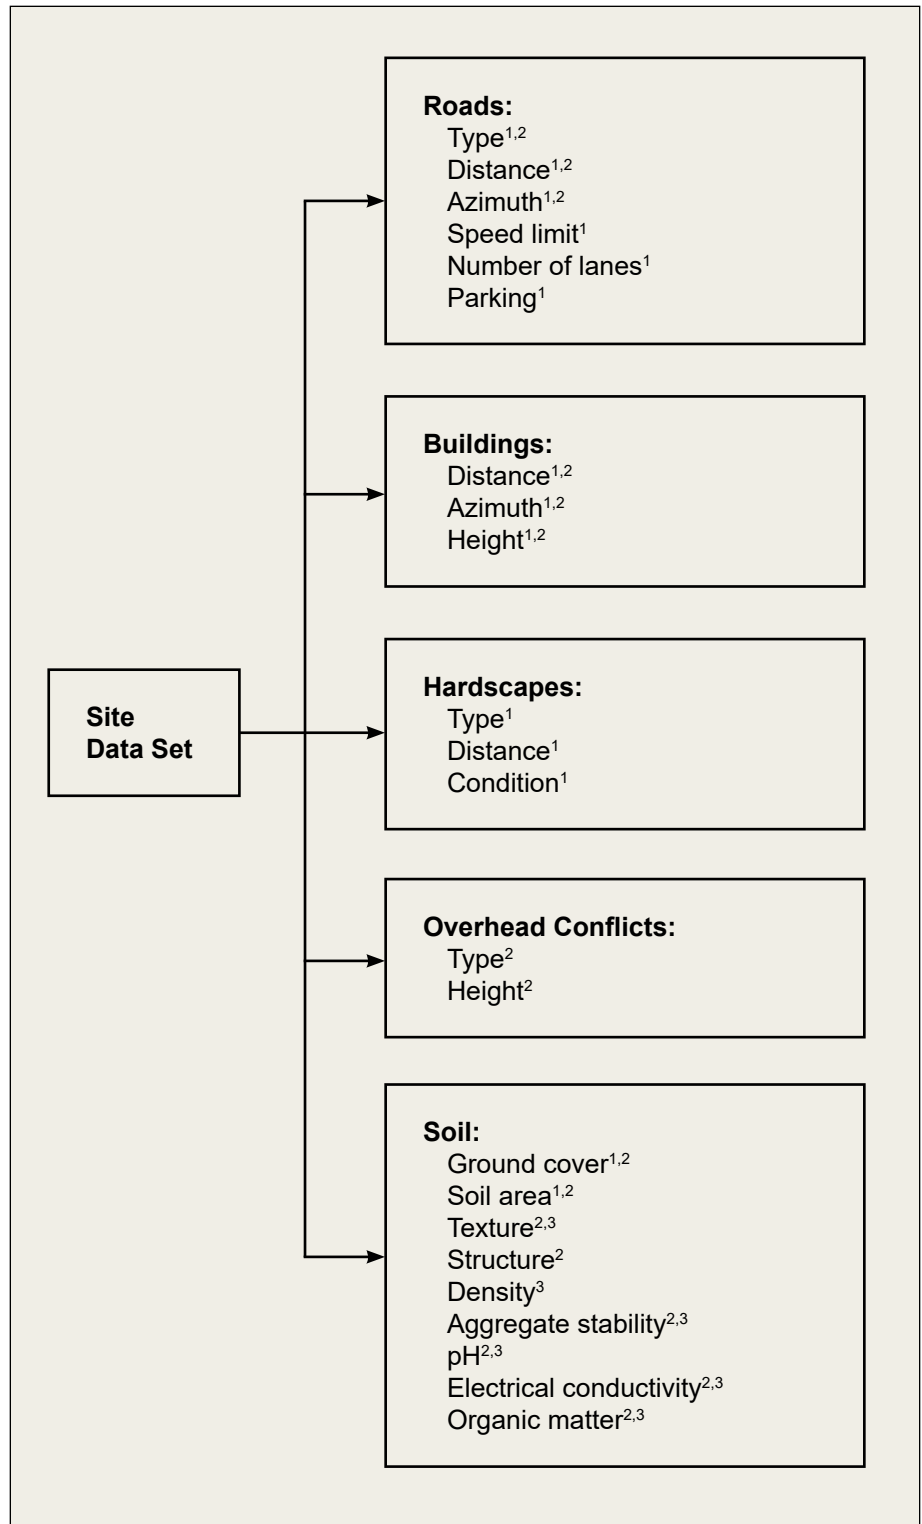 Roads:
Type1,2
Distance1,2
Azimuth1,2
Speed limit1
Number of lanes1
Parking1
Buildings:
Distance1,2
Azimuth1,2
Height1,2
Site
Data Set
Hardscapes:
Type1
Distance1
Condition1
Overhead Conflicts:
Type2
Height2
Soil:
Ground cover1,2
Soil area1,2
Texture2,3
Structure2
Density3
Aggregate stability2,3
pH2,3
Electrical conductivity2,3
Organic matter2,3